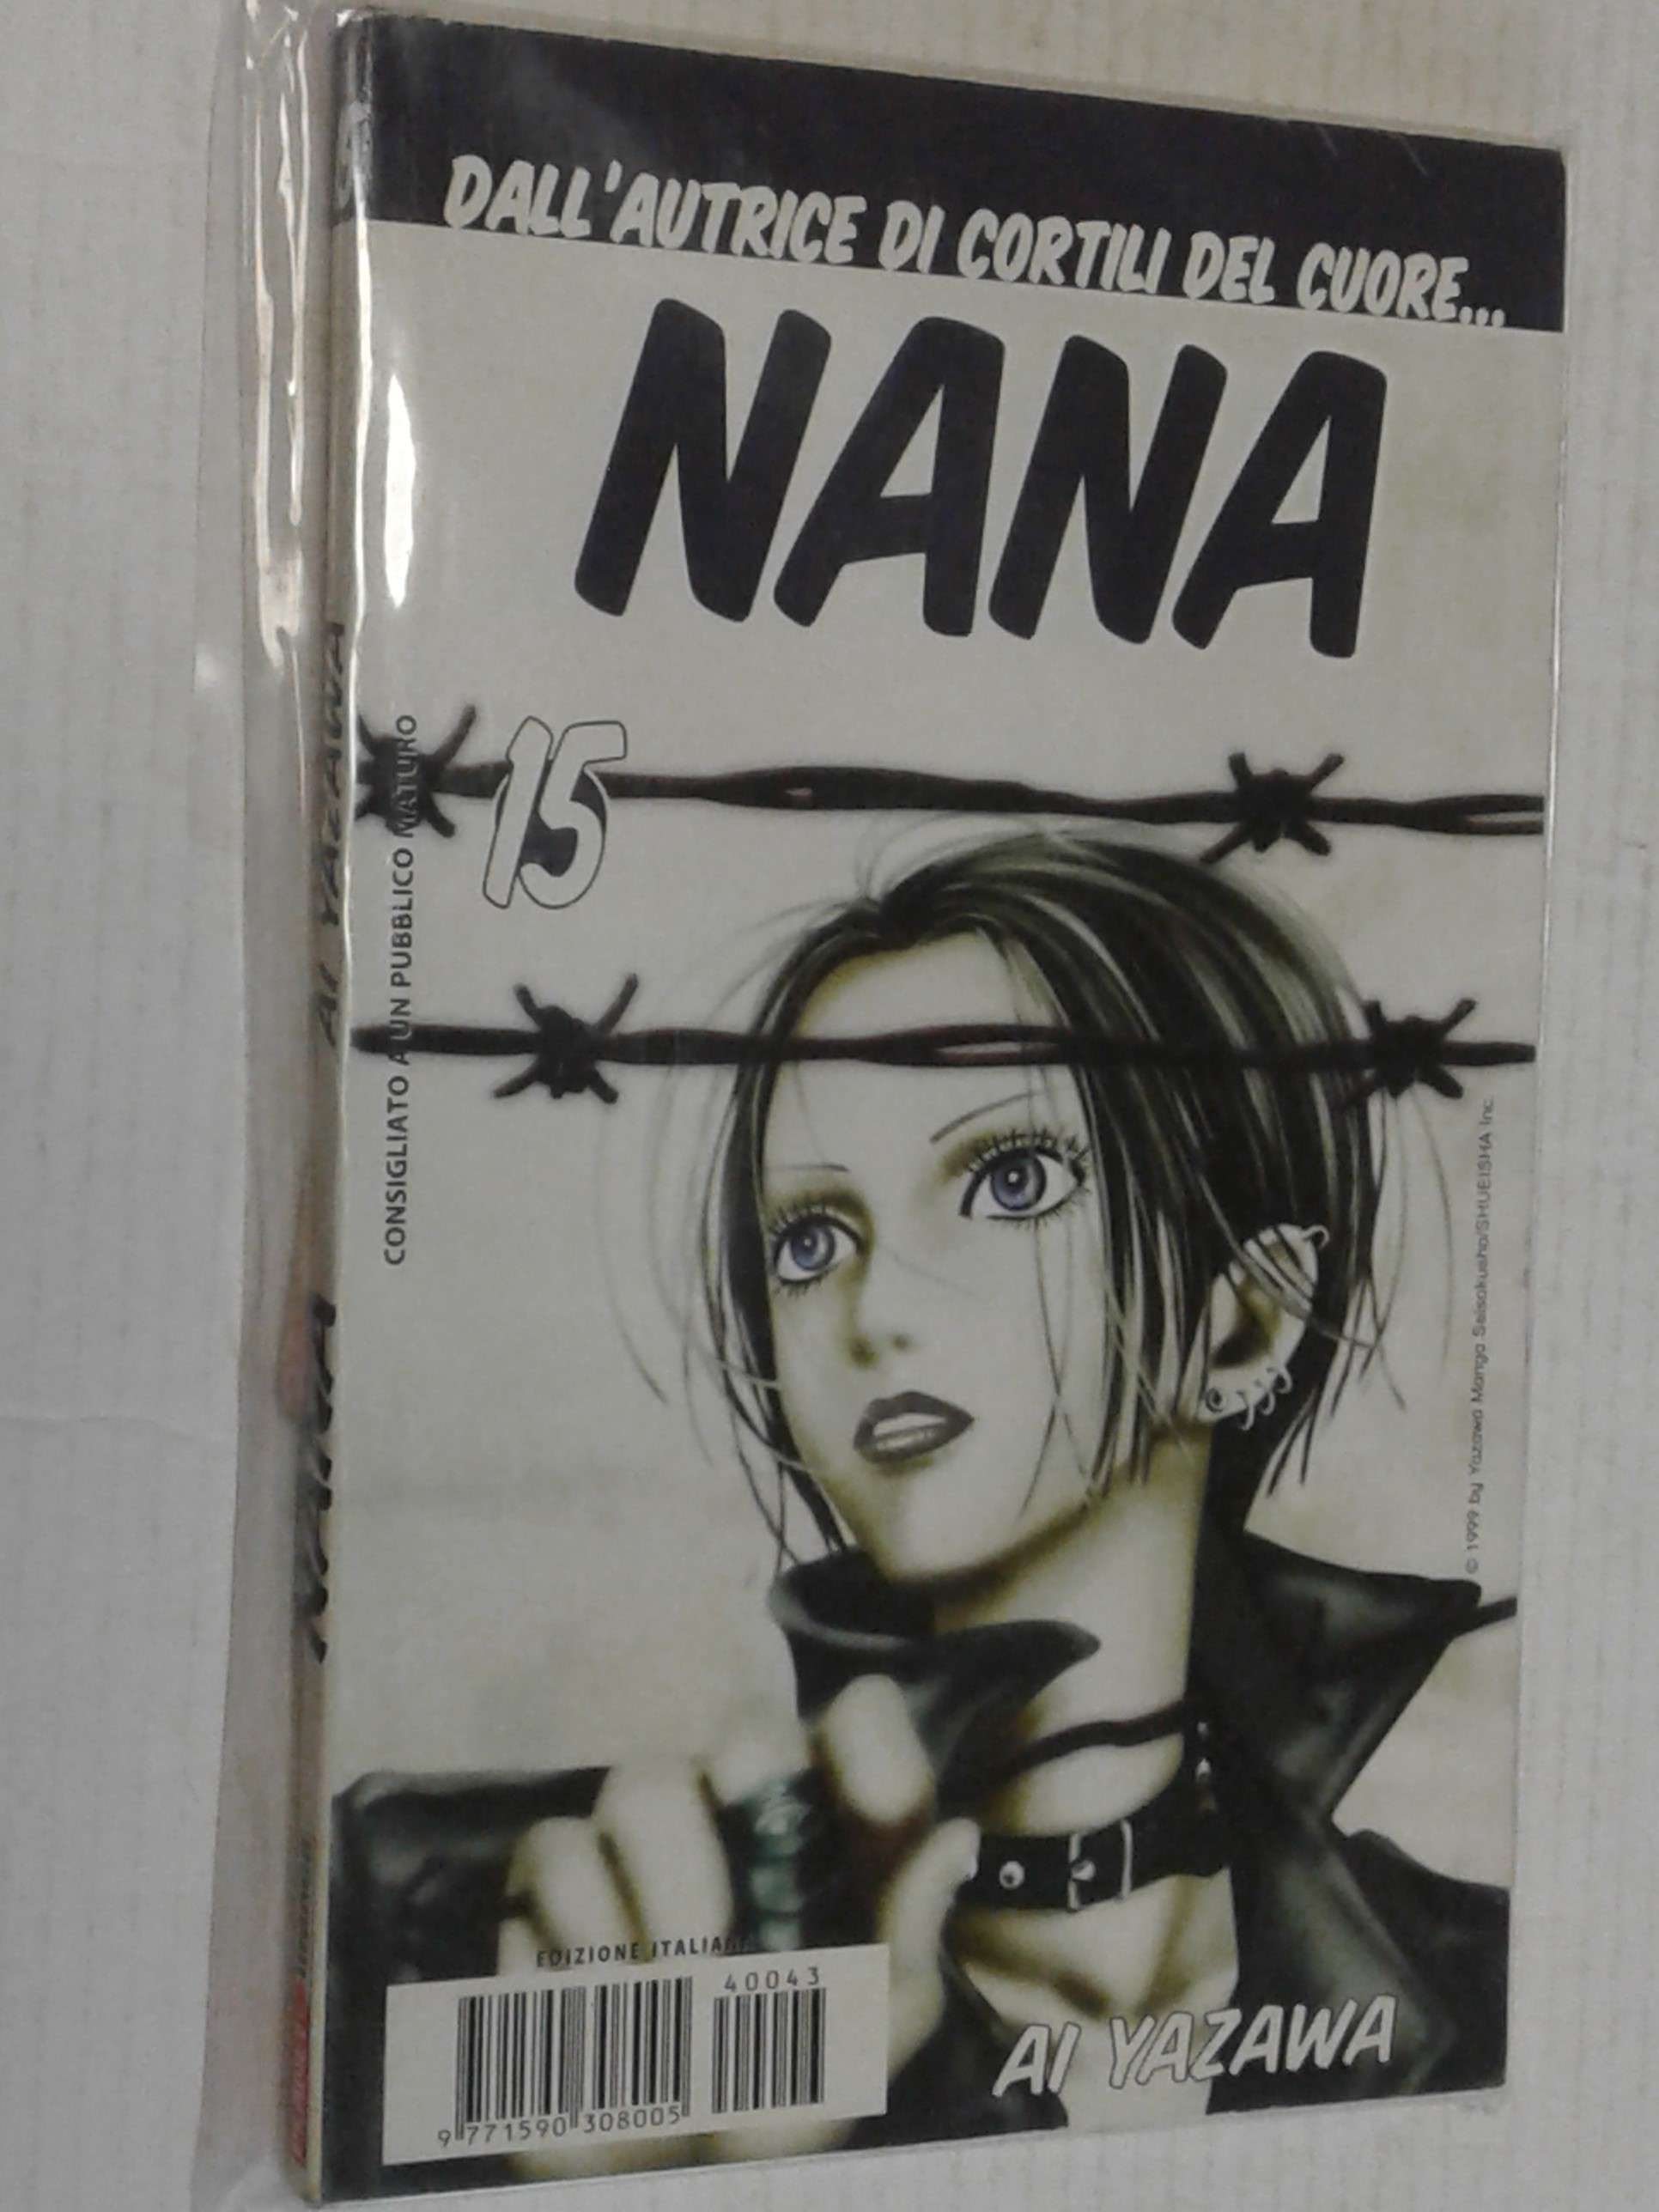 DALL'AUTRICE DI CORTILI DEL CUORE...
NANA
15
CONSIGLIATO A UN PUBBLICO MATURO
AI YAZAWA
NANA
© 1999 by Yazawa Manga Seisakusho/SHUEISHA Inc.
EDIZIONE ITALIANA
40043
9 771590 308005
AI YAZAWA